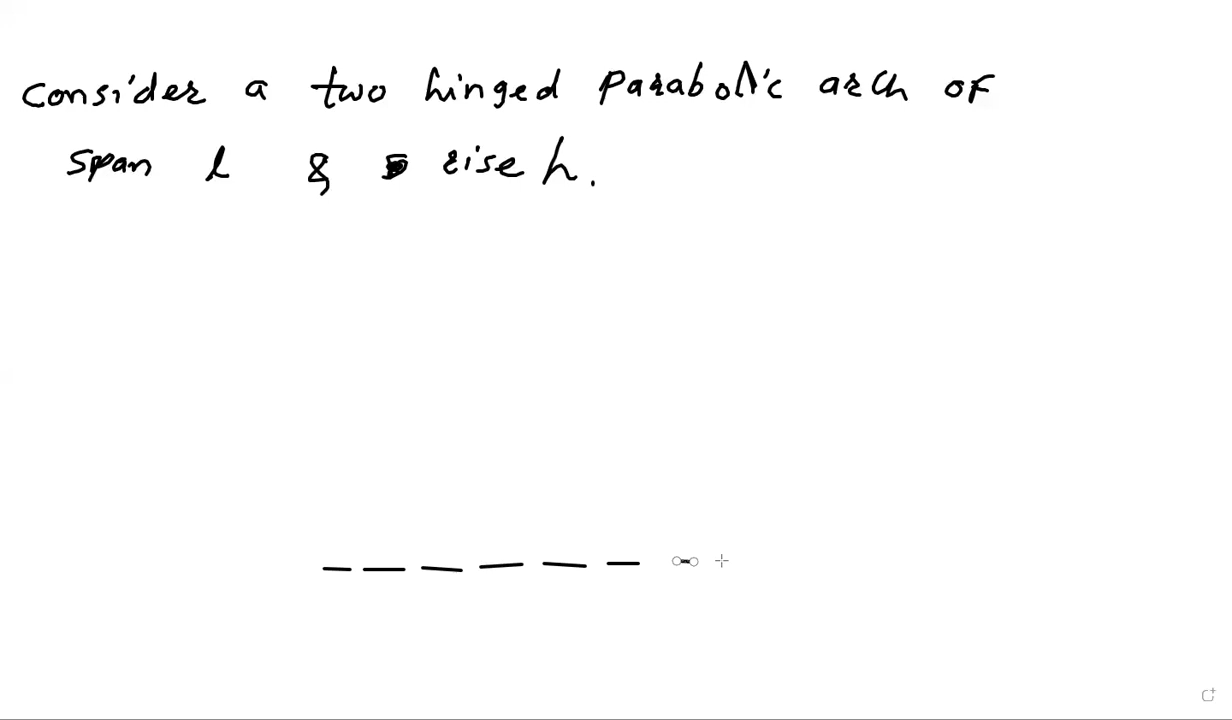 consider a two hinged parabolic arch of
span l & rise h.